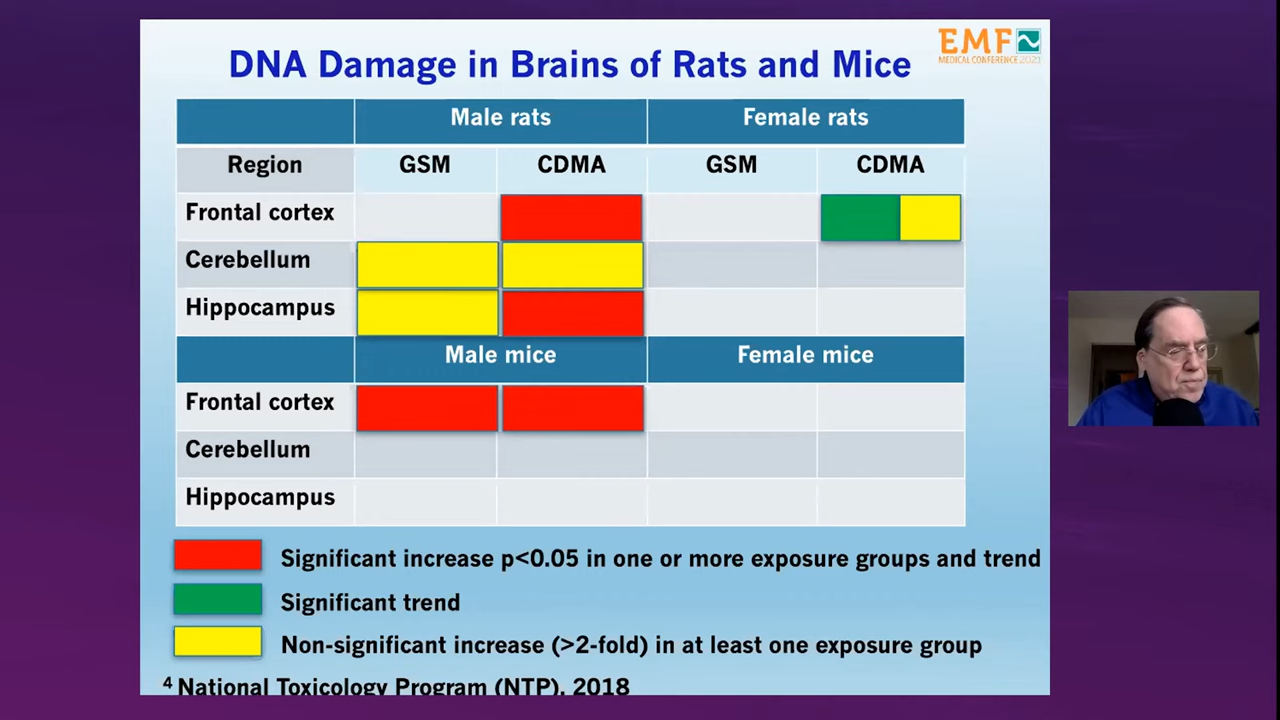 EMF
MEDICAL CONFERENCE 2021
DNA Damage in Brains of Rats and Mice
Male rats Female rats
Region GSM CDMA GSM CDMA
Frontal cortex
Cerebellum
Hippocampus
Male mice Female mice
Frontal cortex
Cerebellum
Hippocampus
Significant increase p<0.05 in one or more exposure groups and trend
Significant trend
Non-significant increase (>2-fold) in at least one exposure group
4 National Toxicology Program (NTP), 2018